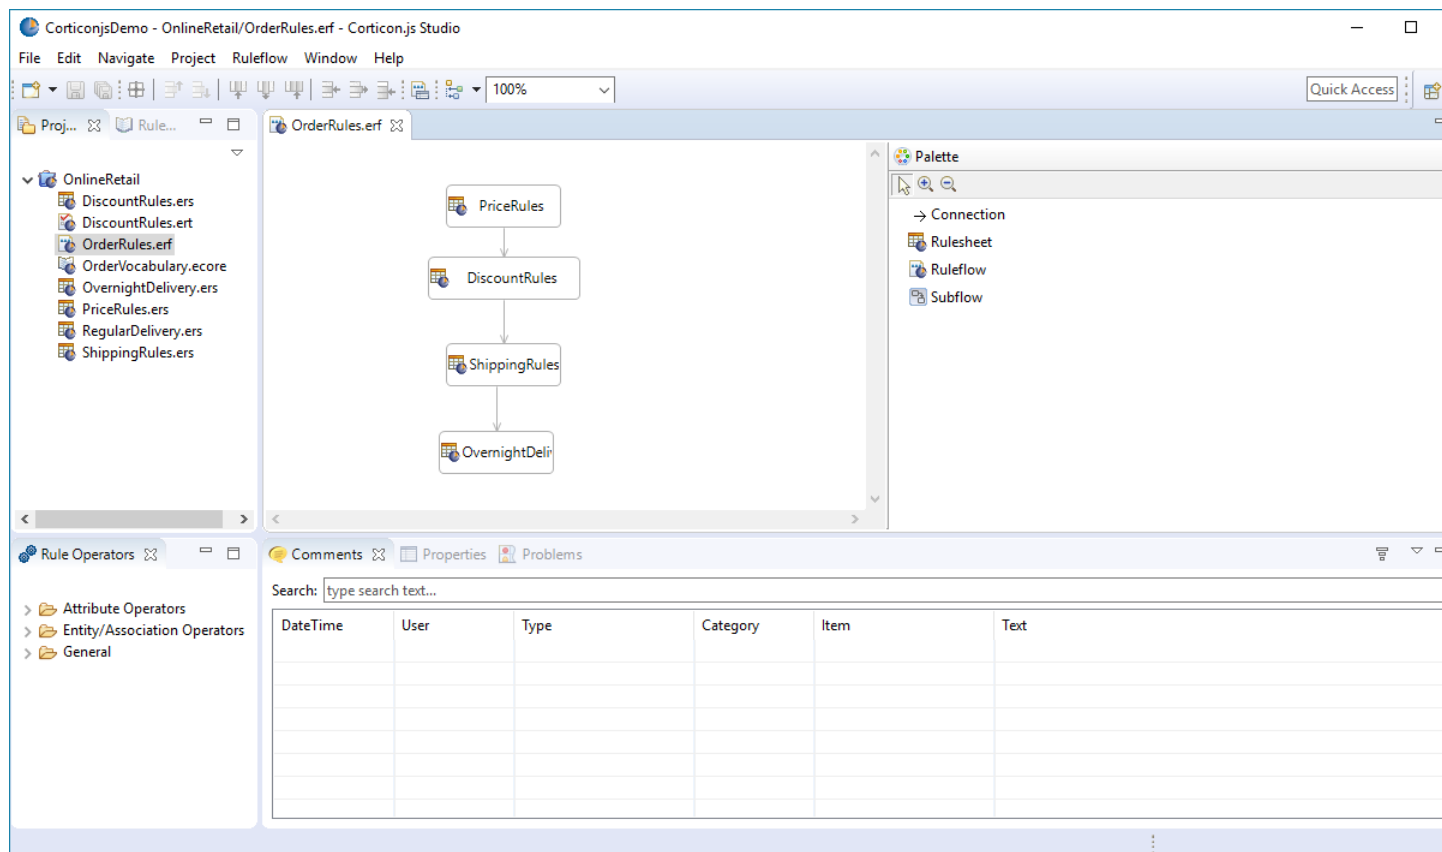 CorticonjsDemo - OnlineRetail/OrderRules.erf - Corticon.js Studio
File Edit Navigate Project Ruleflow Window Help
100%
Quick Access
Proj...
Rule...
OrderRules.erf
OnlineRetail
DiscountRules.ers
DiscountRules.ert
OrderRules.erf
OrderVocabulary.ecore
OvernightDelivery.ers
PriceRules.ers
RegularDelivery.ers
ShippingRules.ers
PriceRules
DiscountRules
ShippingRules
OvernightDeli
Palette
Connection
Rulesheet
Ruleflow
Subflow
Rule Operators
Attribute Operators
Entity/Association Operators
General
Comments Properties Problems
Search: type search text...
DateTime User Type Category Item Text